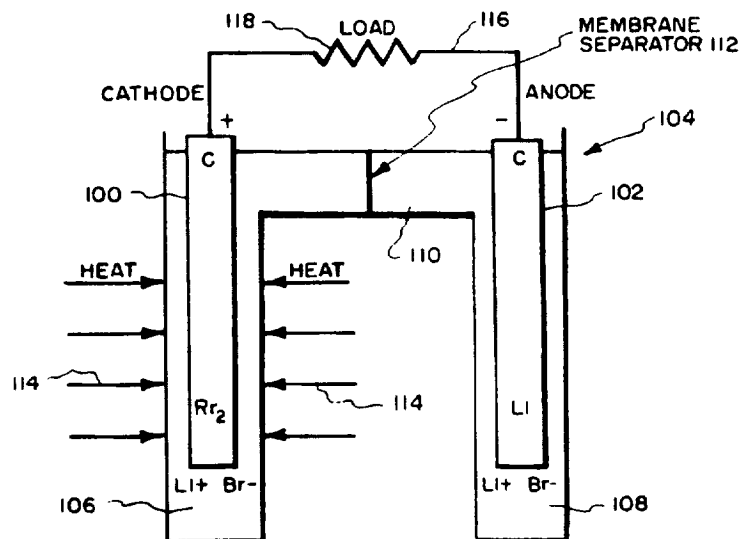 118 LOAD 116
MEMBRANE
SEPARATOR 112
CATHODE ANODE
+ -
104
C C
100 102
110
HEAT HEAT
114 114
Rr2 LI
LI+ Br- LI+ Br-
106 108